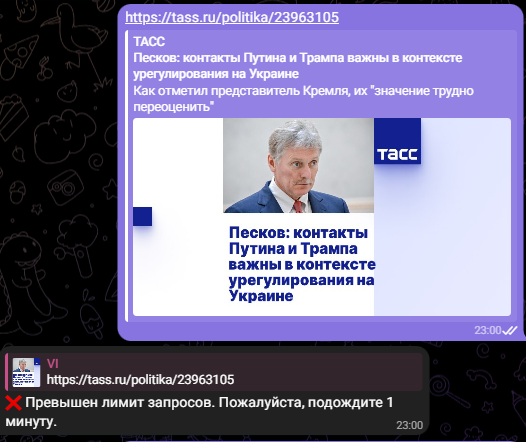 https://tass.ru/politika/23963105
ТАСС
Песков: контакты Путина и Трампа важны в контексте
урегулирования на Украине
Как отметил представитель Кремля, их "значение трудно
переоценить"
ТАСС
Песков: контакты
Путина и Трампа
важны в контексте
урегулирования на
Украине
23:00
VI
https://tass.ru/politika/23963105
❌ Превышен лимит запросов. Пожалуйста, подождите 1
минуту.
23:00